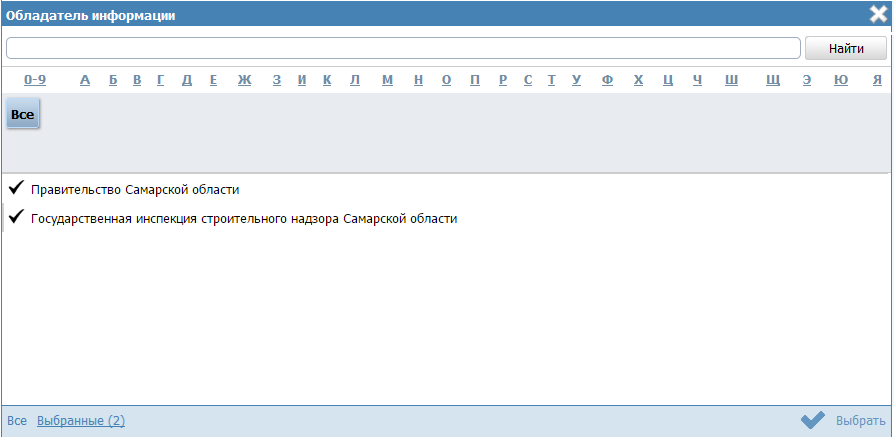 Обладатель информации
Найти
0-9 А Б В Г Д Е Ж З И К Л М Н О П Р С Т У Ф Х Ц Ч Ш Щ Э Ю Я
Все
Правительство Самарской области
Государственная инспекция строительного надзора Самарской области
Все Выбранные (2) Выбрать